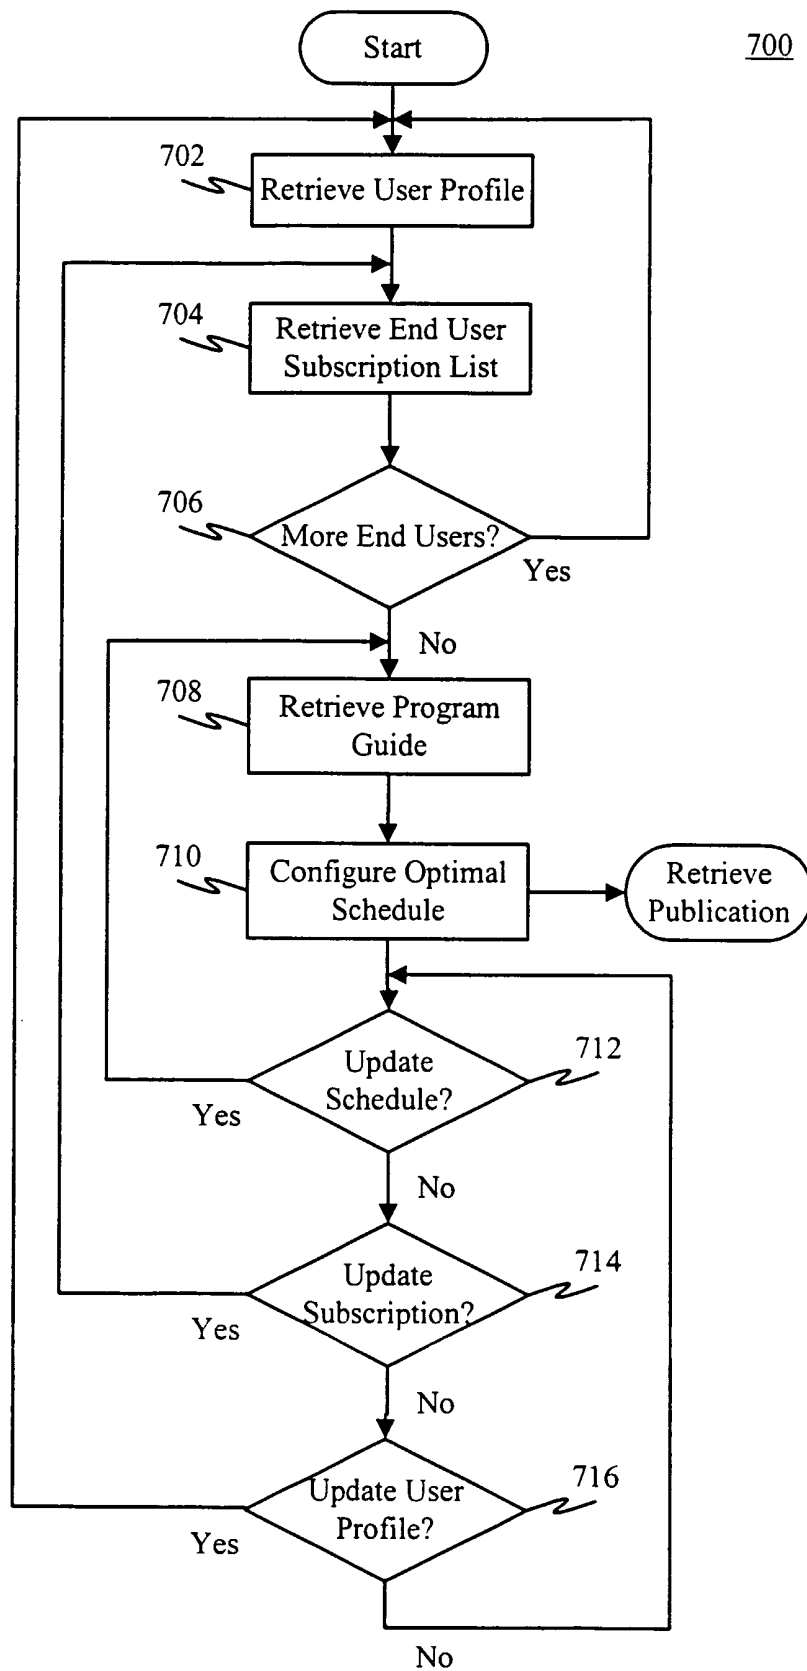 Start
700
702
Retrieve User Profile
704
Retrieve End User
Subscription List
706
More End Users?
Yes
No
708
Retrieve Program
Guide
710
Configure Optimal
Schedule
Retrieve
Publication
712
Update
Schedule?
Yes
No
714
Update
Subscription?
Yes
No
716
Update User
Profile?
Yes
No